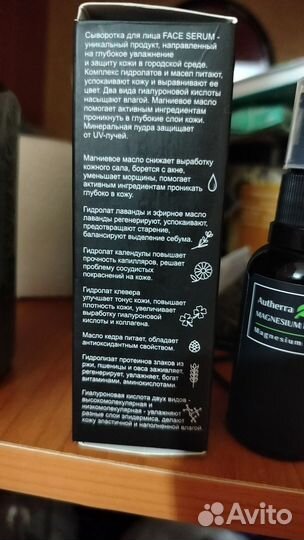 Сыворотка для лица FACE SERUM -
уникальный продукт, направленный
на глубокое увлажнение
и защиту кожи в городской среде.
Комплекс гидролатов и масел питают,
успокаивают кожу и выравнивают ее
цвет. Два вида гиалуроновой кислоты
насыщают влагой. Магниевое масло
помогает активным ингредиентам
проникнуть в глубокие слои кожи.
Минеральная пудра защищает
от UV-лучей.
Магниевое масло снижает выработку
кожного сала, борется с акне,
уменьшает морщины, помогает
активным ингредиентам проникать
глубоко в кожу.
Гидролат лаванды и эфирное масло
лаванды регенерируют, успокаивают,
предотвращают старение,
балансируют выделение себума.
Гидролат календулы повышает
прочность капилляров, решает
проблему сосудистых
покраснений на коже.
Гидролат клевера
улучшает тонус кожи, повышает
плотность кожи, увеличивает
выработку гиалуроновой
кислоты и коллагена.
Масло кедра питает, обладает
антиоксидантным свойством.
Гидролизат протеинов злаков из
ржи, пшеницы и овса заживляет,
регенерирует, увлажняет, богат
витаминами, аминокислотами.
Гиалуроновая кислота двух видов -
высокомолекулярная и
низкомолекулярная - увлажняют
разные слои эпидермиса, делают
кожу эластичной и наполненной влагой.
Autherra
MAGNESIUM
Magnesium
Avito